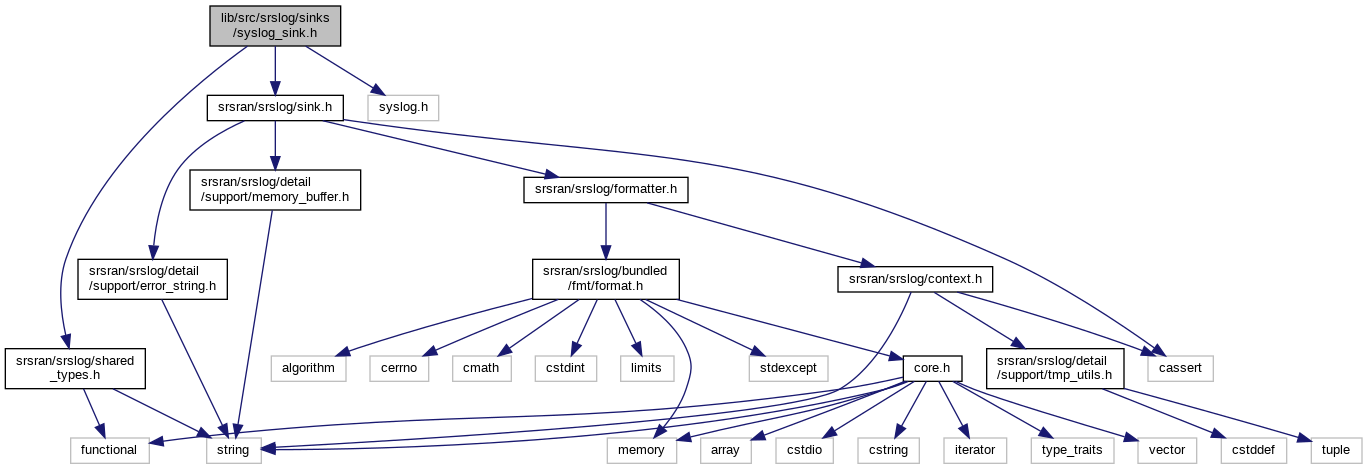 lib/src/srslog/sinks
/syslog_sink.h
srsran/srslog/sink.h
syslog.h
srsran/srslog/detail
/support/memory_buffer.h
srsran/srslog/formatter.h
srsran/srslog/detail
/support/error_string.h
srsran/srslog/bundled
/fmt/format.h
srsran/srslog/context.h
srsran/srslog/shared
_types.h
algorithm
cerrno
cmath
cstdint
limits
stdexcept
core.h
srsran/srslog/detail
/support/tmp_utils.h
cassert
functional
string
memory
array
cstdio
cstring
iterator
type_traits
vector
cstddef
tuple